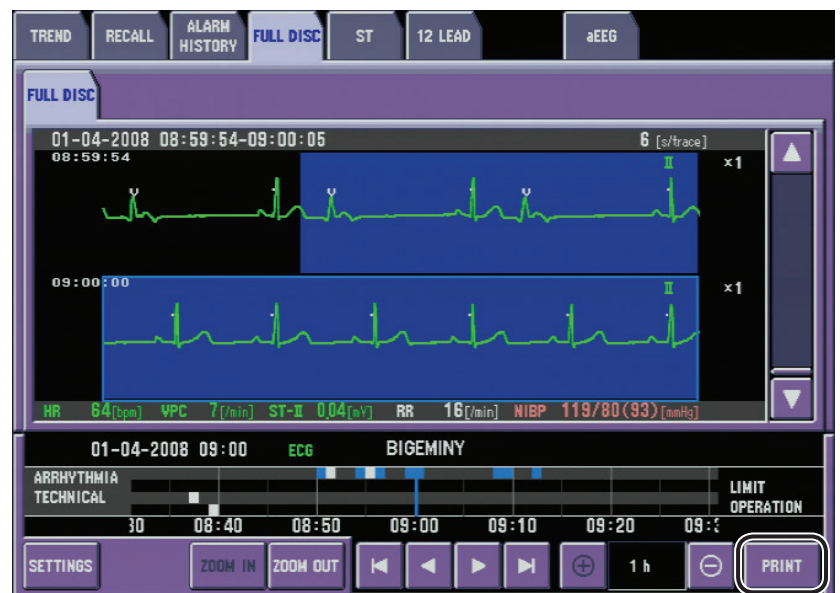 TREND RECALL ALARM HISTORY FULL DISC ST 12 LEAD aEEG
FULL DISC
01-04-2008 08:59:54-09:00:05 6 [s/trace]
08:59:54 II ×1
V V V
09:00:00 II ×1
HR 64[bpm] VPC 7[/min] ST-II 0.04[mV] RR 16[/min] NIBP 119/80(93)[mmHg]
01-04-2008 09:00 ECG BIGEMINY
ARRHYTHMIA
TECHNICAL
LIMIT
OPERATION
30 08:40 08:50 09:00 09:10 09:20 09:
SETTINGS ZOOM IN ZOOM OUT 1 h PRINT